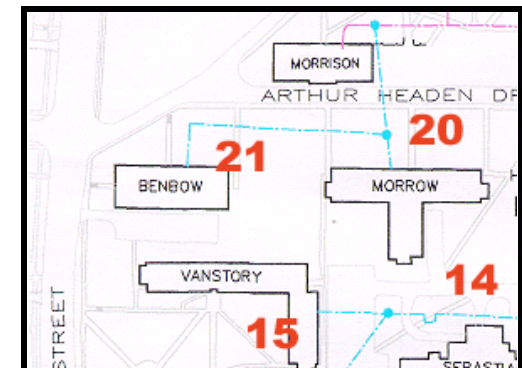 MORRISON
ARTHUR HEADEN DR
20
21
BENBOW
MORROW
VANSTORY
14
15
STREET